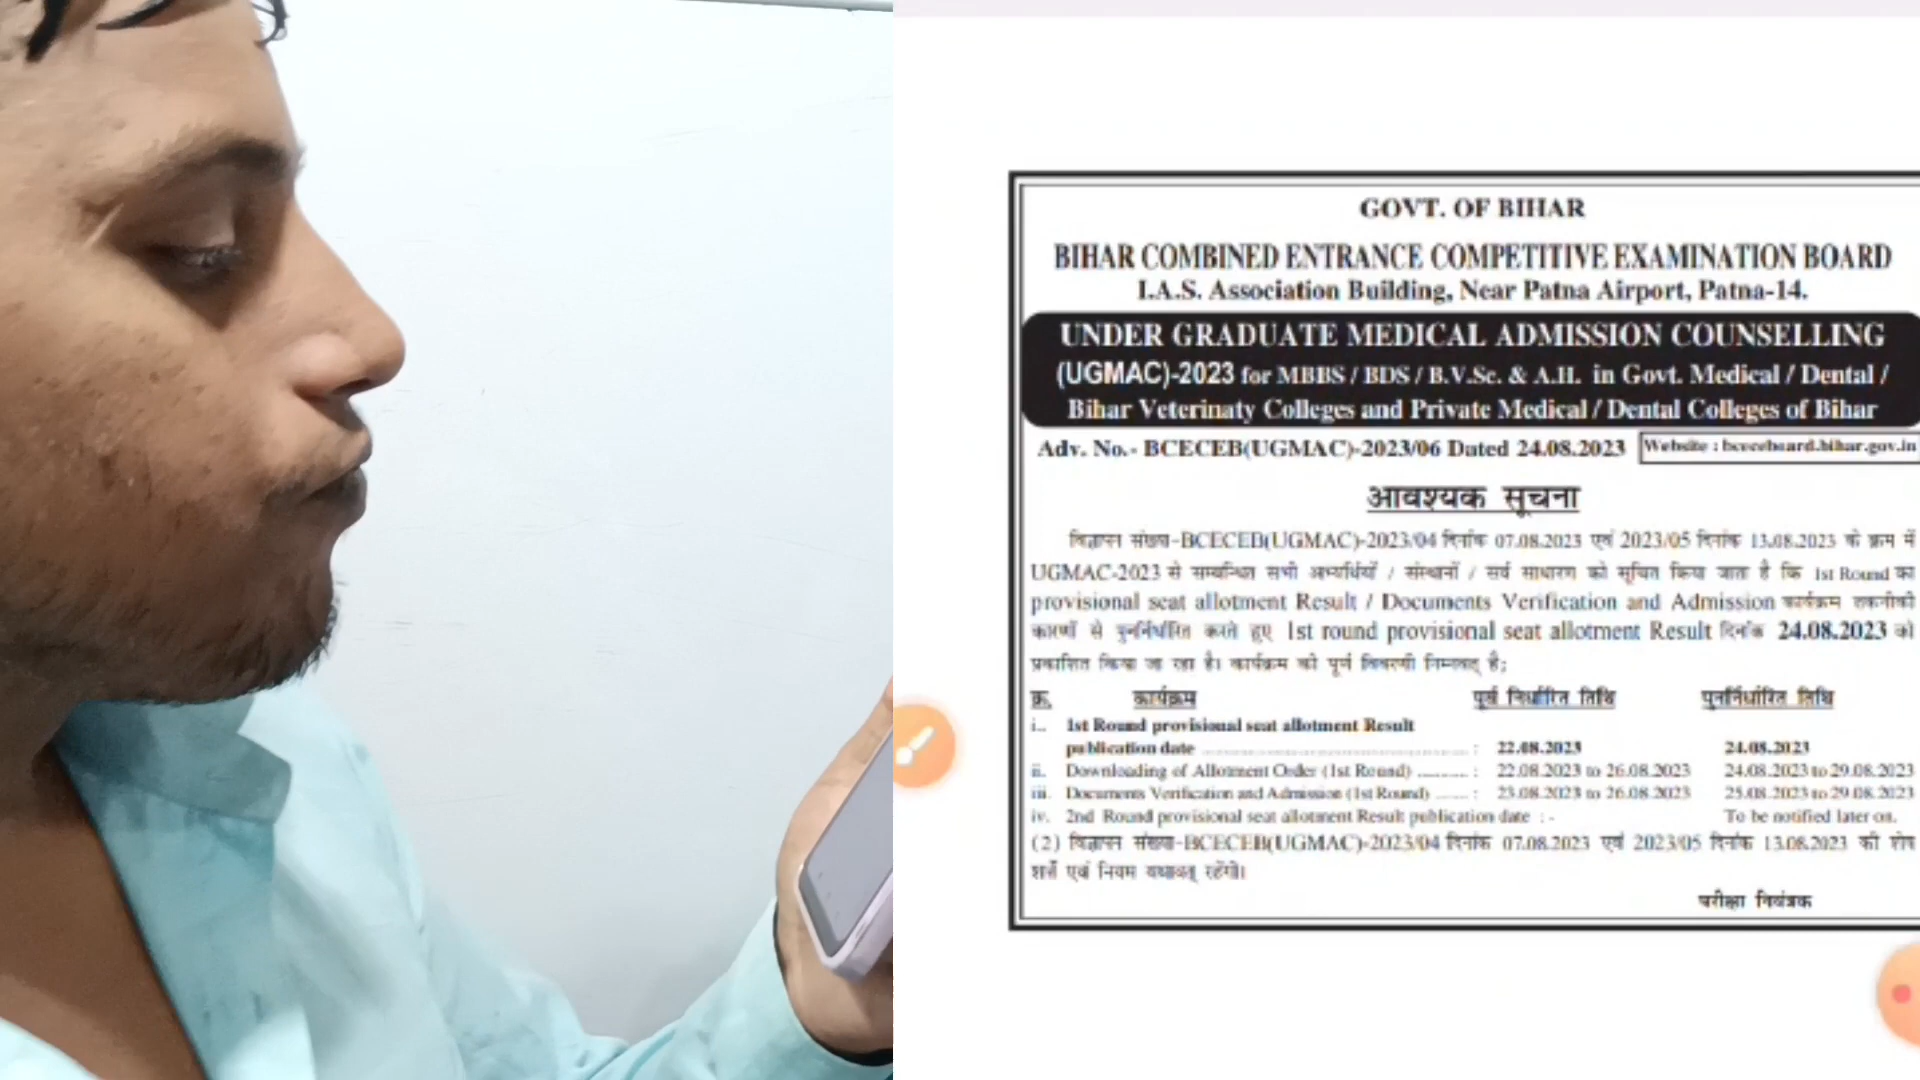 GOVT. OF BIHAR
BIHAR COMBINED ENTRANCE COMPETITIVE EXAMINATION BOARD
I.A.S. Association Building, Near Patna Airport, Patna-14.
UNDER GRADUATE MEDICAL ADMISSION COUNSELLING
(UGMAC)-2023 for MBBS / BDS / B.V.Sc. & A.H. in Govt. Medical / Dental /
Bihar Veterinaty Colleges and Private Medical / Dental Colleges of Bihar
Adv. No.- BCECEB(UGMAC)-2023/06 Dated 24.08.2023 Website : bceceboard.bihar.gov.in
आवश्यक सूचना
विज्ञापन संख्या-BCECEB(UGMAC)-2023/04 दिनांक 07.08.2023 एवं 2023/05 दिनांक 13.08.2023 के क्रम में
UGMAC-2023 से सम्बन्धित सभी अभ्यर्थियों / संस्थानों / सर्व साधारण को सूचित किया जाता है कि 1st Round का
provisional seat allotment Result / Documents Verification and Admission कार्यक्रम तकनीकी
कारणों से पुनर्निर्धारित करते हुए 1st round provisional seat allotment Result दिनांक 24.08.2023 को
प्रकाशित किया जा रहा है। कार्यक्रम की पूर्ण विवरणी निम्नवत् है;
क्र. कार्यक्रम पूर्व निर्धारित तिथि पुनर्निर्धारित तिथि
i.. 1st Round provisional seat allotment Result
publication date : 22.08.2023 24.08.2023
ii. Downloading of Allotment Order (1st Round) : 22.08.2023 to 26.08.2023 24.08.2023 to 29.08.2023
iii. Documents Verification and Admission (1st Round) : 23.08.2023 to 26.08.2023 25.08.2023 to 29.08.2023
iv. 2nd Round provisional seat allotment Result publication date : - To be notified later on.
(2) विज्ञापन संख्या-BCECEB(UGMAC)-2023/04 दिनांक 07.08.2023 एवं 2023/05 दिनांक 13.08.2023 की शेष
शर्तें एवं नियम यथावत् रहेंगी।
परीक्षा नियंत्रक